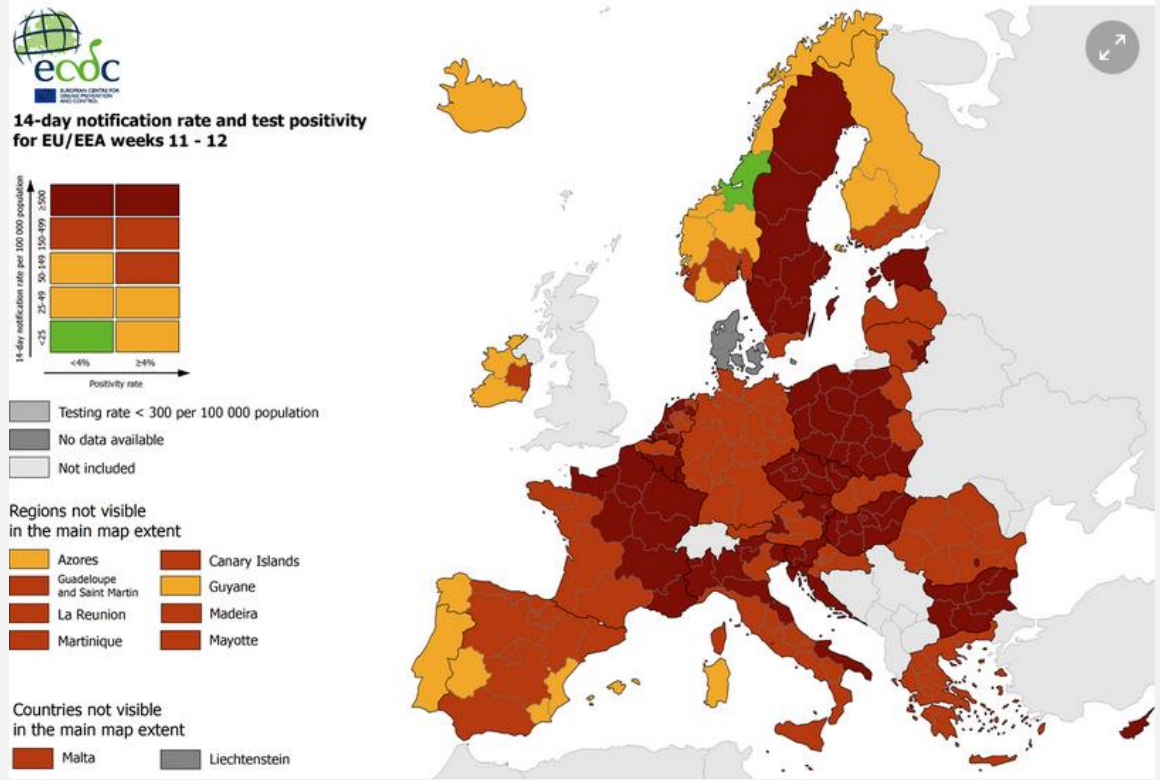 ecdc
EUROPEAN CENTRE FOR
DISEASE PREVENTION
AND CONTROL
14-day notification rate and test positivity
for EU/EEA weeks 11 - 12
14-day notification rate per 100 000 population
≥500
150-499
50-149
25-49
<25
<4%
≥4%
Positivity rate
Testing rate < 300 per 100 000 population
No data available
Not included
Regions not visible
in the main map extent
Azores
Canary Islands
Guadeloupe
and Saint Martin
Guyane
La Reunion
Madeira
Martinique
Mayotte
Countries not visible
in the main map extent
Malta
Liechtenstein